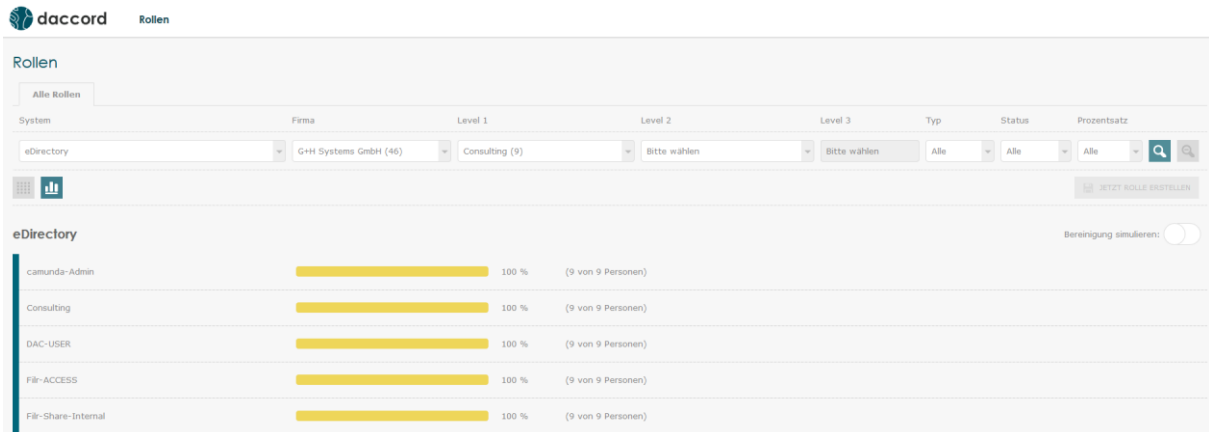 daccord Rollen
Rollen
Alle Rollen
System Firma Level 1 Level 2 Level 3 Typ Status Prozentsatz
eDirectory G+H Systems GmbH (46) Consulting (9) Bitte wählen Bitte wählen Alle Alle Alle
JETZT ROLLE ERSTELLEN
eDirectory Bereinigung simulieren:
camunda-Admin 100 % (9 von 9 Personen)
Consulting 100 % (9 von 9 Personen)
DAC-USER 100 % (9 von 9 Personen)
Filr-ACCESS 100 % (9 von 9 Personen)
Filr-Share-Internal 100 % (9 von 9 Personen)